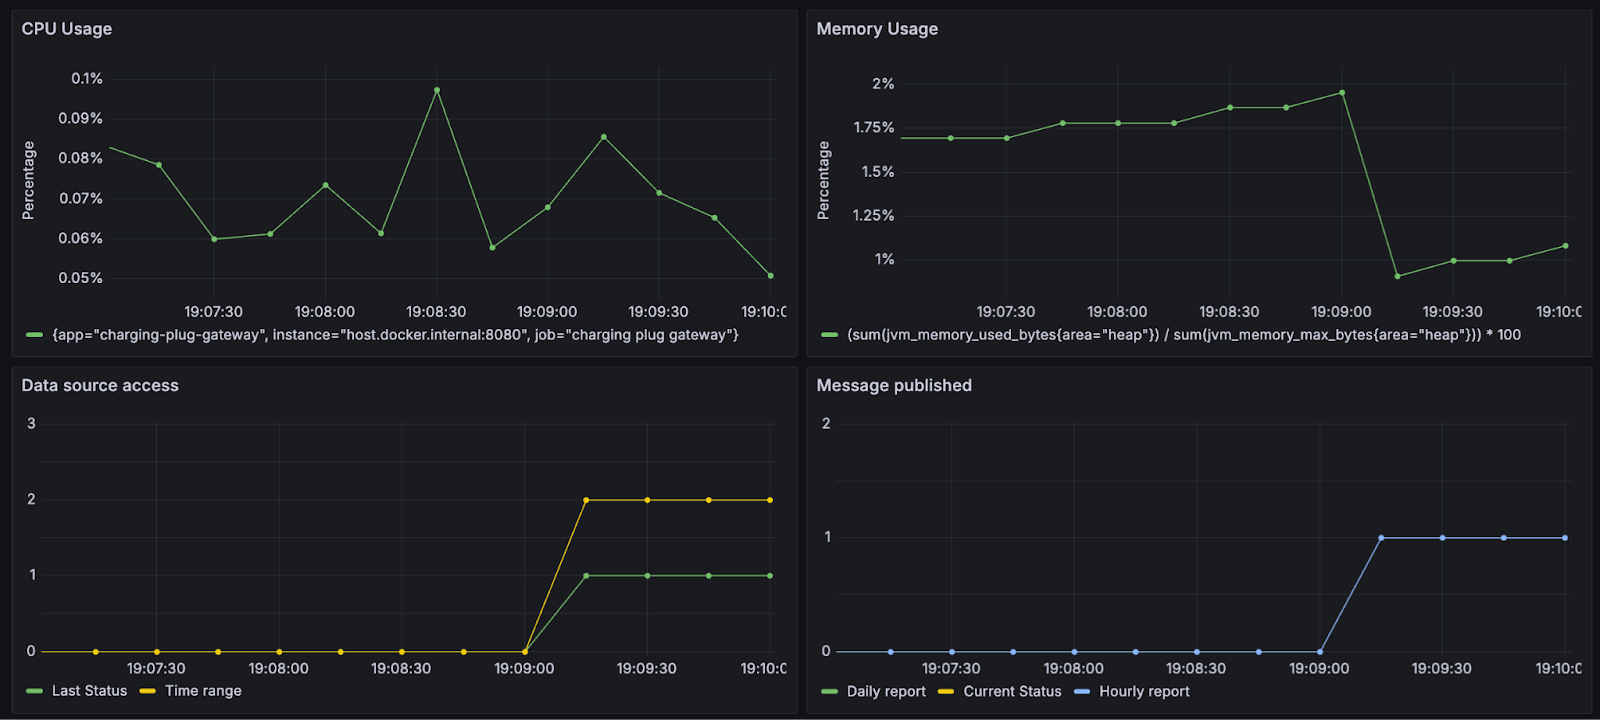 CPU Usage
Percentage
0.1%
0.09%
0.08%
0.07%
0.06%
0.05%
19:07:30 19:08:00 19:08:30 19:09:00 19:09:30 19:10:0
{app="charging-plug-gateway", instance="host.docker.internal:8080", job="charging plug gateway"}
Memory Usage
Percentage
2%
1.75%
1.5%
1.25%
1%
19:07:30 19:08:00 19:08:30 19:09:00 19:09:30 19:10:0
(sum(jvm_memory_used_bytes{area="heap"}) / sum(jvm_memory_max_bytes{area="heap"})) * 100
Data source access
3
2
1
0
19:07:30 19:08:00 19:08:30 19:09:00 19:09:30 19:10:0
Last Status Time range
Message published
2
1
0
19:07:30 19:08:00 19:08:30 19:09:00 19:09:30 19:10:0
Daily report Current Status Hourly report